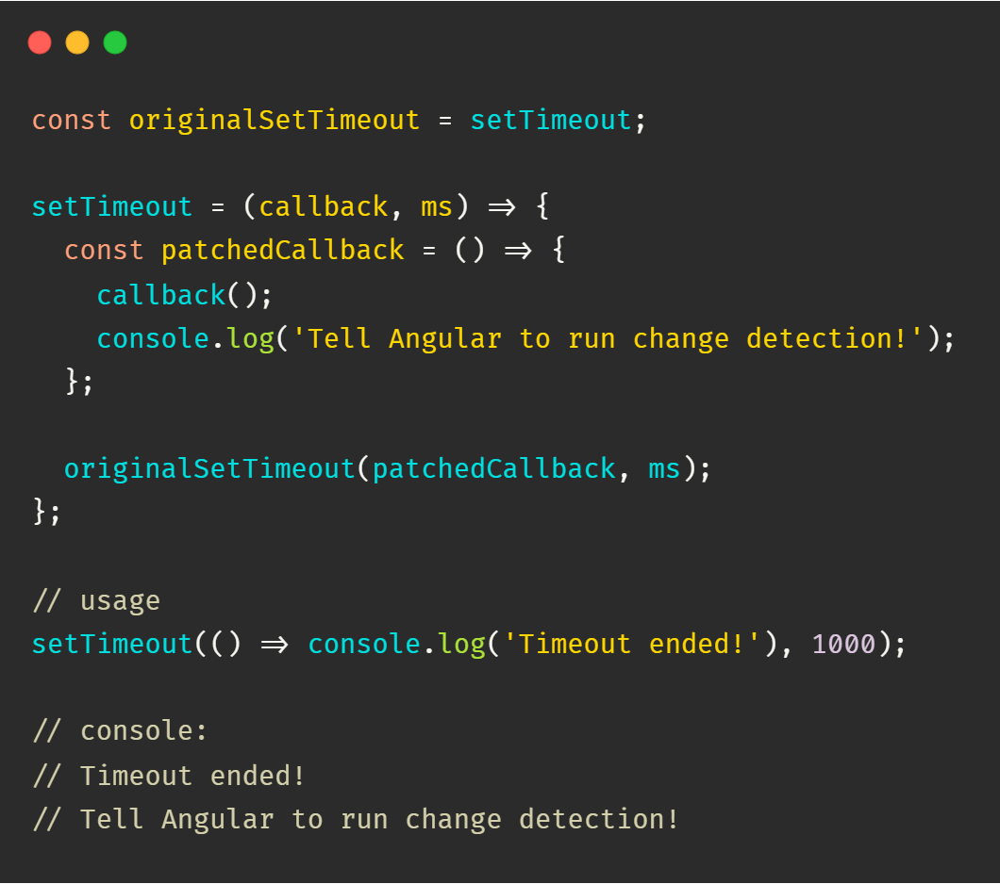 const originalSetTimeout = setTimeout;
setTimeout = (callback, ms) => {
const patchedCallback = () => {
callback();
console.log('Tell Angular to run change detection!');
};
originalSetTimeout(patchedCallback, ms);
};
// usage
setTimeout(() => console.log('Timeout ended!'), 1000);
// console:
// Timeout ended!
// Tell Angular to run change detection!